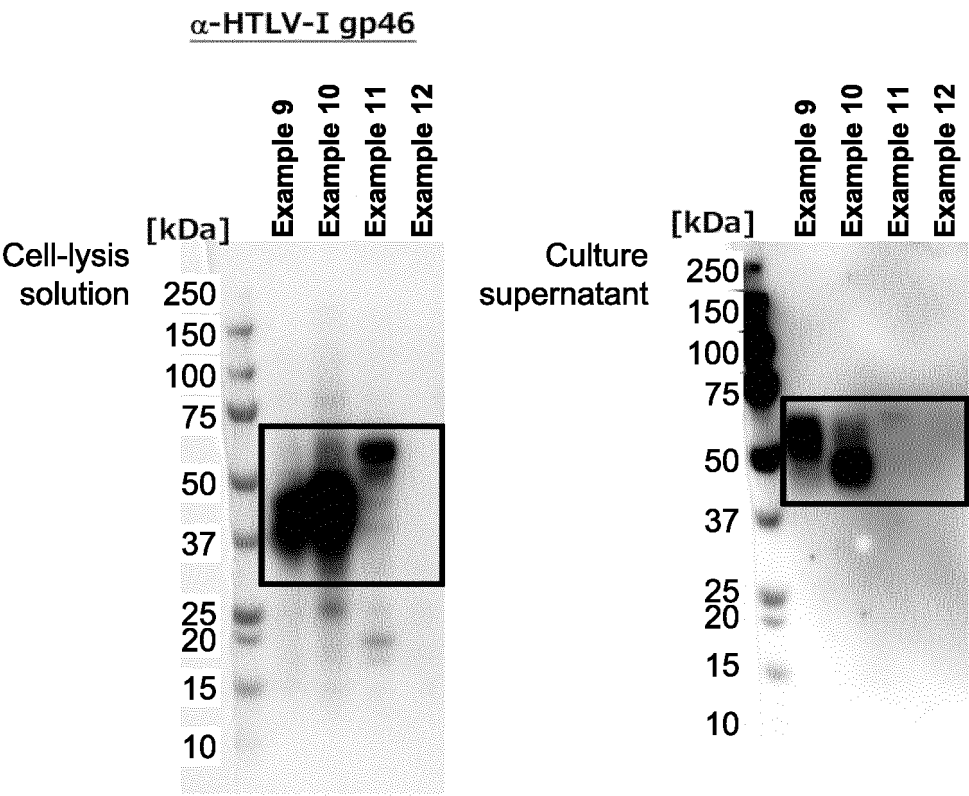 α-HTLV-I gp46
Example 9
Example 10
Example 11
Example 12
[kDa]
Cell-lysis
solution
250
150
100
75
50
37
25
20
15
10
Example 9
Example 10
Example 11
Example 12
[kDa]
Culture
supernatant
250
150
100
75
50
37
25
20
15
10